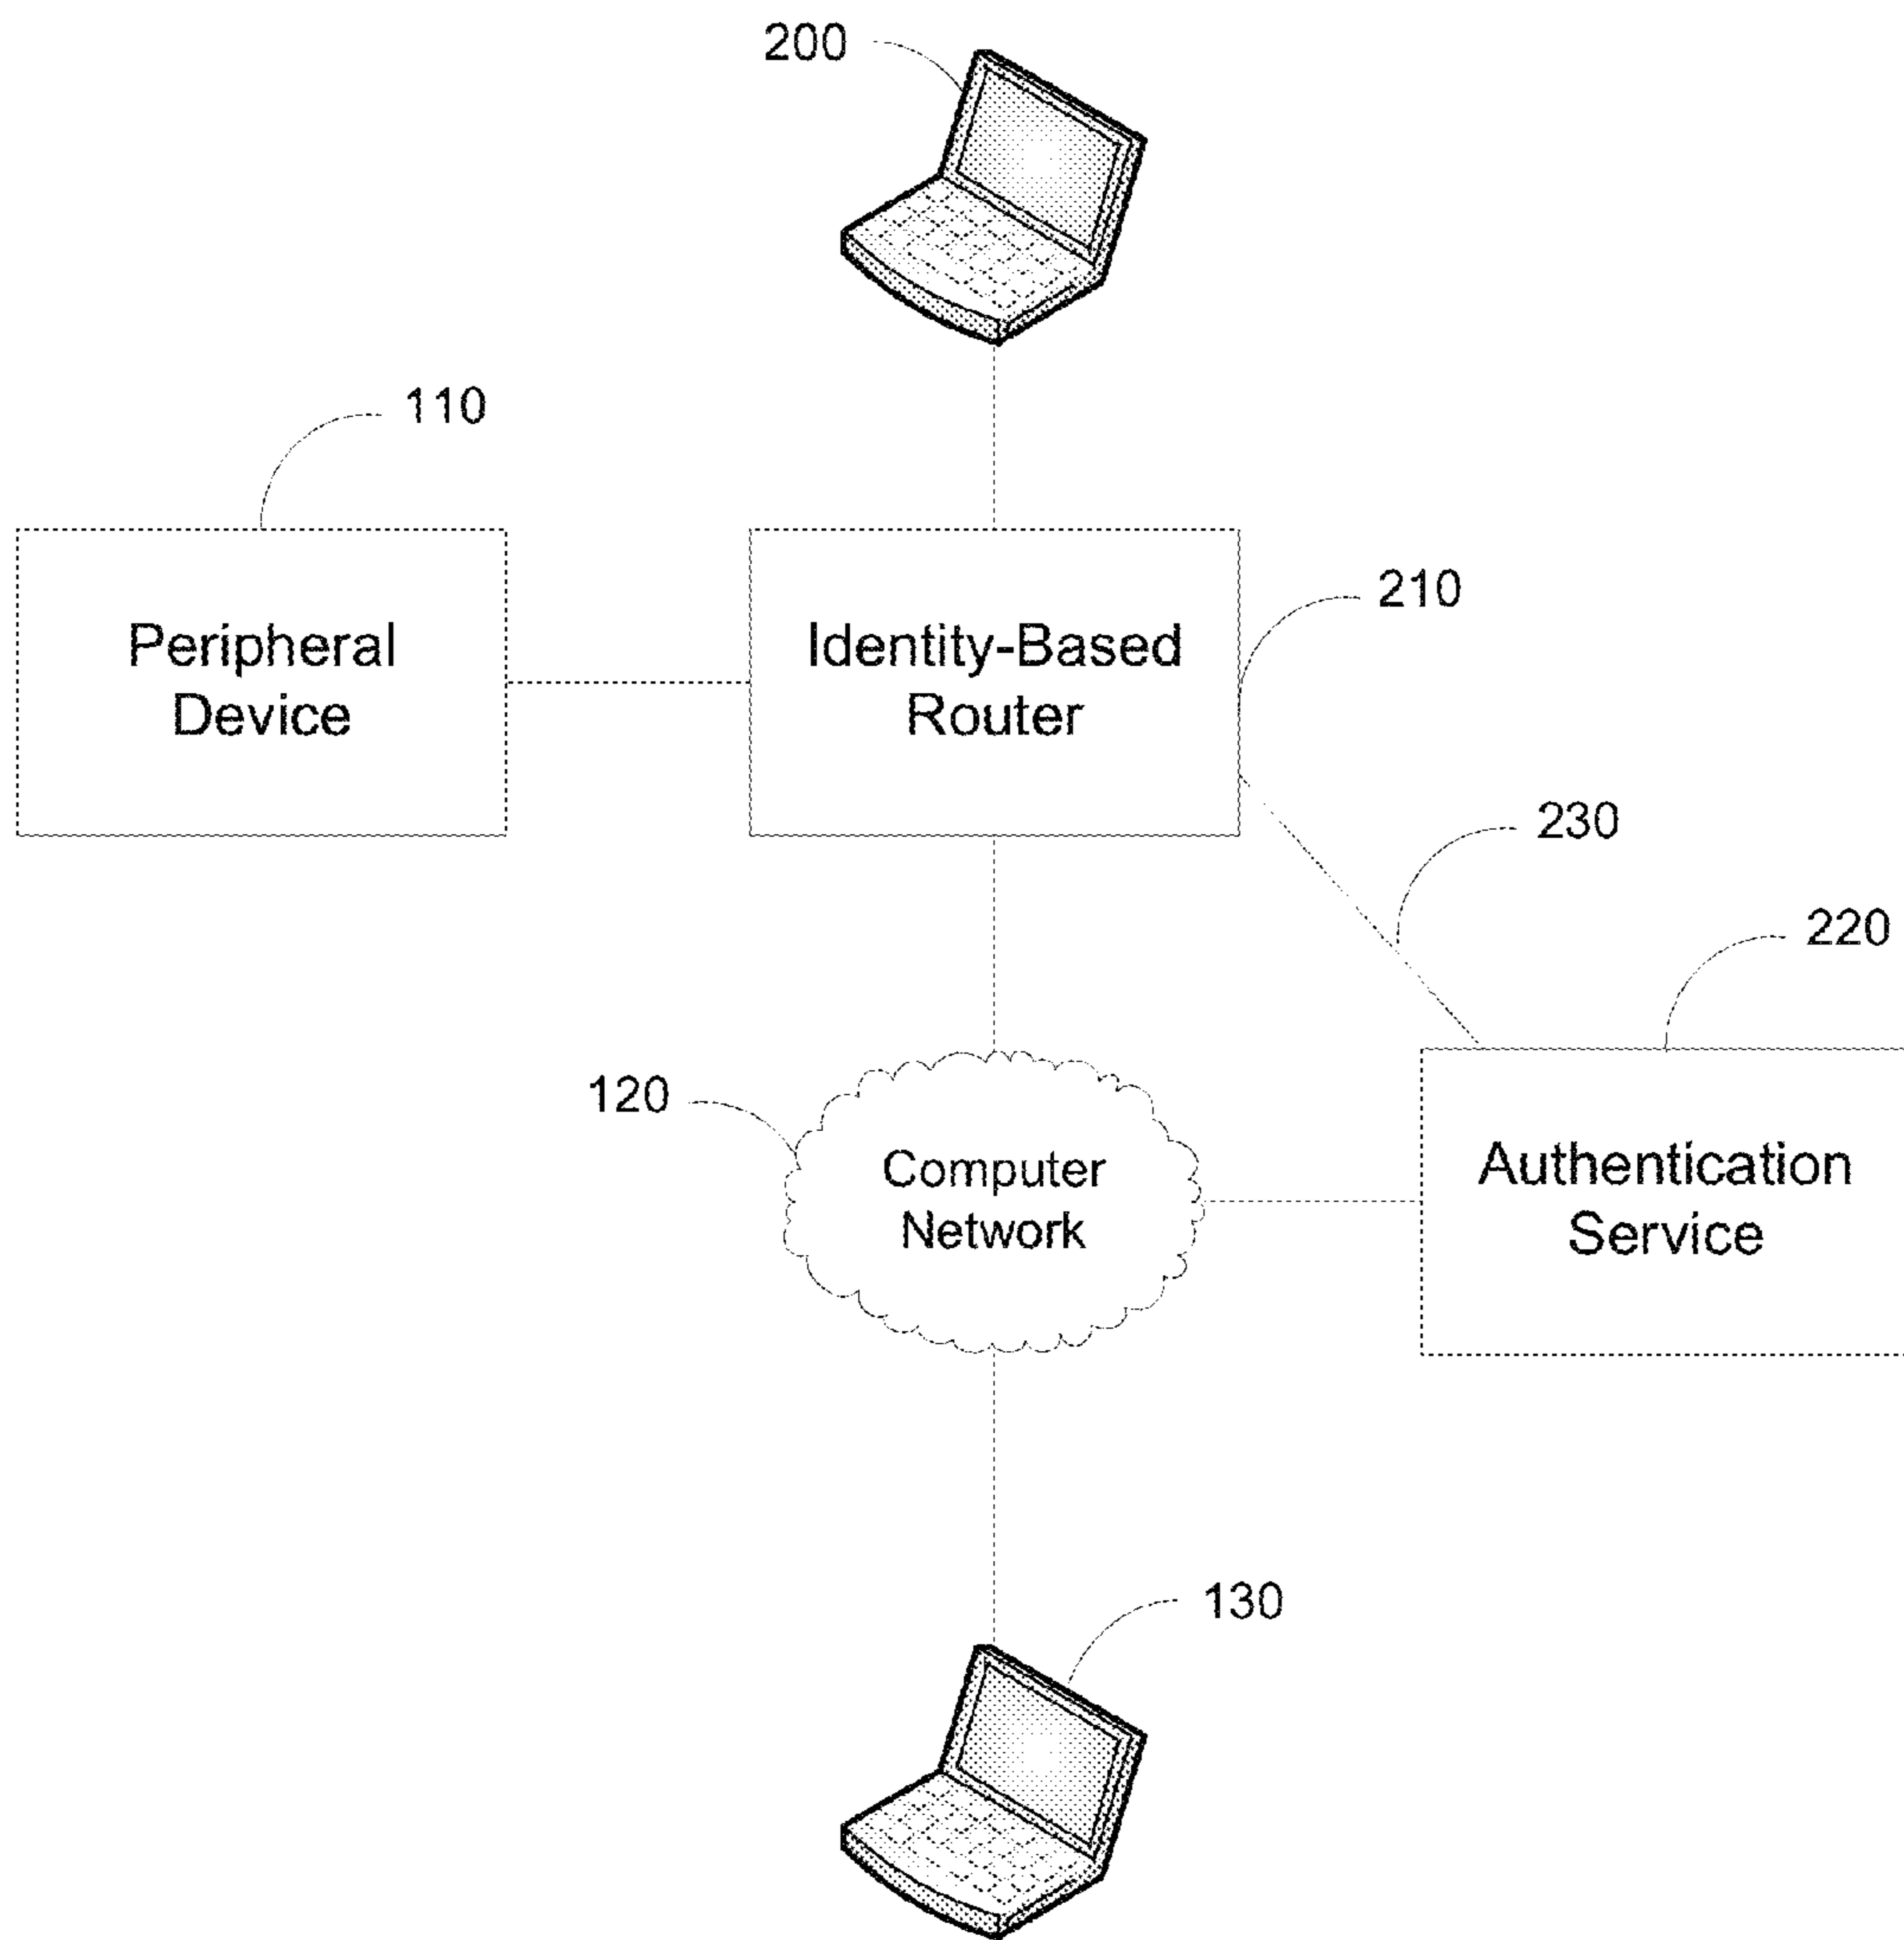 200
110
Peripheral
Device
Identity-Based
Router
210
230
220
120
Computer
Network
Authentication
Service
130